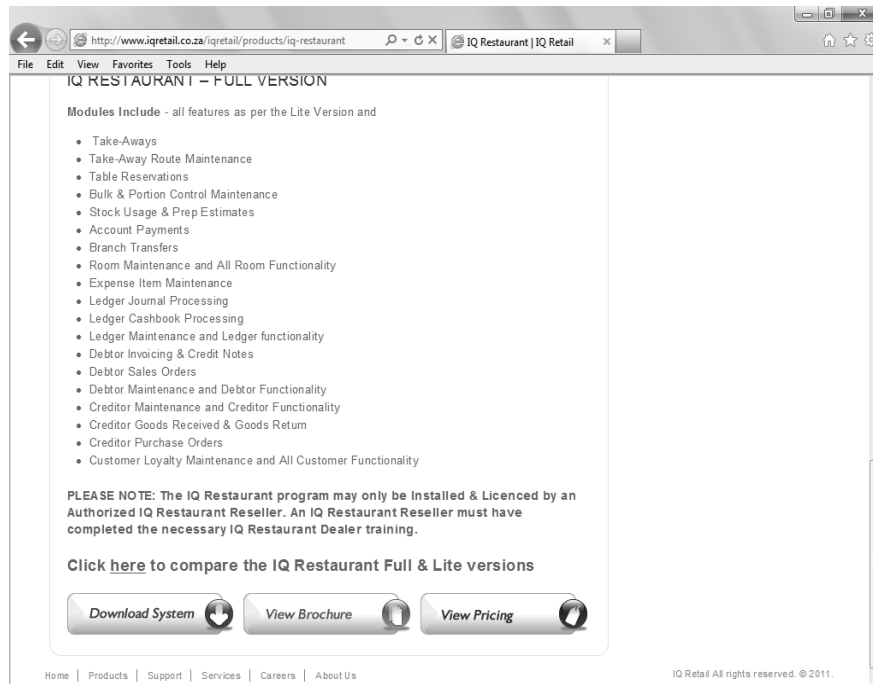 http://www.iqretail.co.za/iqretail/products/iq-restaurant
IQ Restaurant | IQ Retail
File Edit View Favorites Tools Help
IQ RESTAURANT – FULL VERSION
Modules Include - all features as per the Lite Version and
Take-Aways
Take-Away Route Maintenance
Table Reservations
Bulk & Portion Control Maintenance
Stock Usage & Prep Estimates
Account Payments
Branch Transfers
Room Maintenance and All Room Functionality
Expense Item Maintenance
Ledger Journal Processing
Ledger Cashbook Processing
Ledger Maintenance and Ledger functionality
Debtor Invoicing & Credit Notes
Debtor Sales Orders
Debtor Maintenance and Debtor Functionality
Creditor Maintenance and Creditor Functionality
Creditor Goods Received & Goods Return
Creditor Purchase Orders
Customer Loyalty Maintenance and All Customer Functionality
PLEASE NOTE: The IQ Restaurant program may only be Installed & Licenced by an
Authorized IQ Restaurant Reseller. An IQ Restaurant Reseller must have
completed the necessary IQ Restaurant Dealer training.
Click here to compare the IQ Restaurant Full & Lite versions
Download System View Brochure View Pricing
Home | Products | Support | Services | Careers | About Us IQ Retail All rights reserved. © 2011.